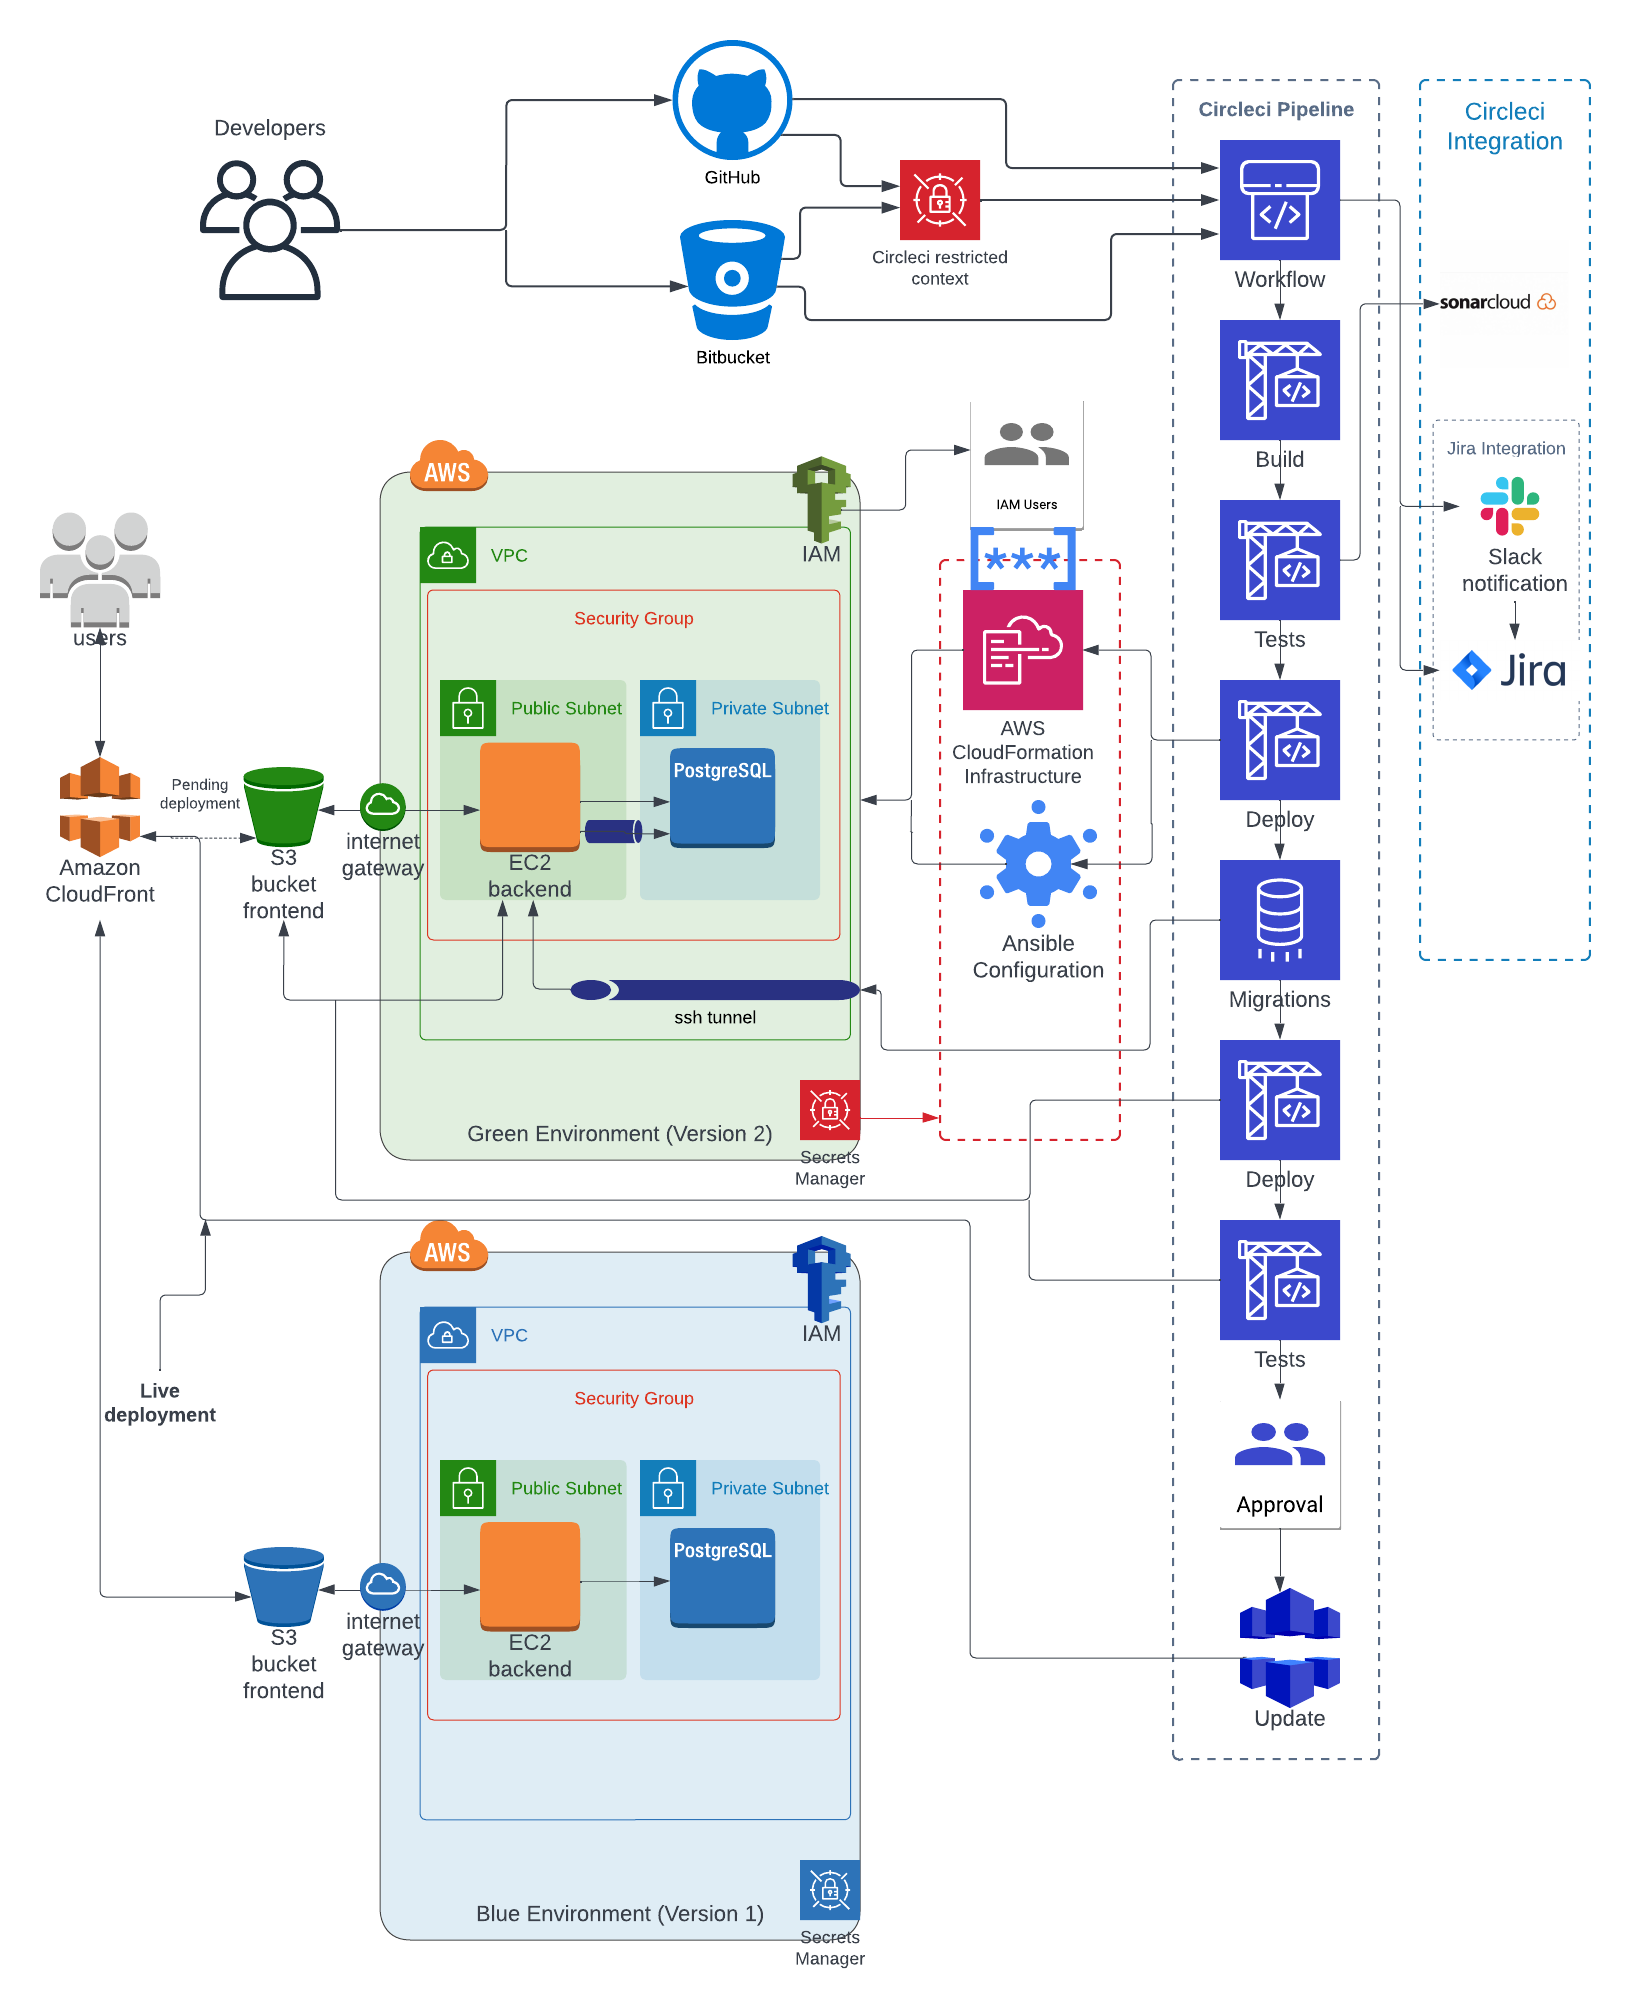 Developers
GitHub
Bitbucket
Circleci restricted
context
Circleci Pipeline
Workflow
Build
Tests
Deploy
Migrations
Deploy
Tests
Approval
Update
Circleci
Integration
sonarcloud
Jira Integration
Slack
notification
Jira
users
Amazon
CloudFront
Pending
deployment
S3
bucket
frontend
internet
gateway
AWS
IAM
VPC
Security Group
Public Subnet
Private Subnet
EC2
backend
PostgreSQL
ssh tunnel
Green Environment (Version 2)
Secrets
Manager
IAM Users
[***]
AWS
CloudFormation
Infrastructure
Ansible
Configuration
Live
deployment
S3
bucket
frontend
internet
gateway
AWS
IAM
VPC
Security Group
Public Subnet
Private Subnet
EC2
backend
PostgreSQL
Blue Environment (Version 1)
Secrets
Manager